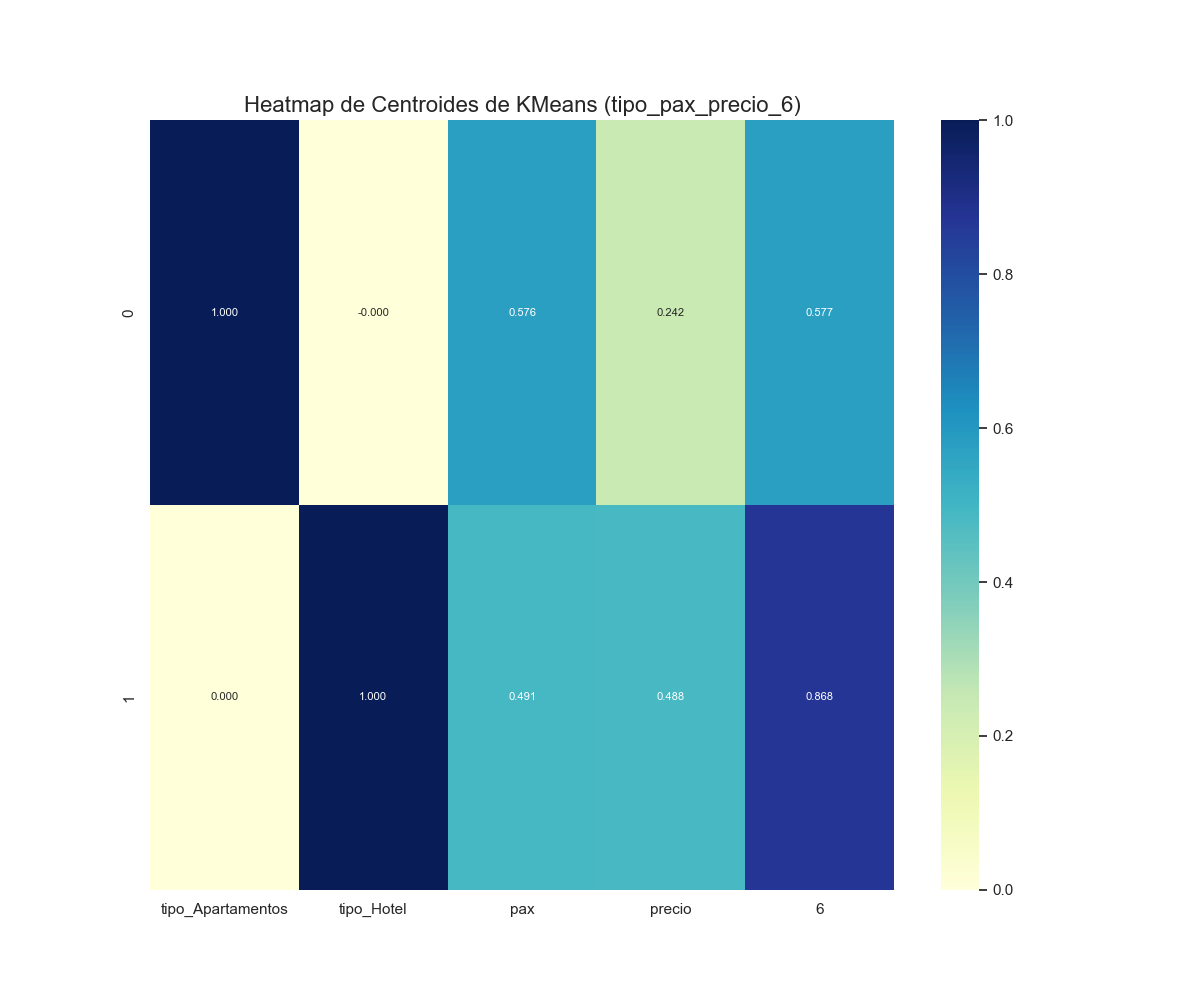 Heatmap de Centroides de KMeans (tipo_pax_precio_6)
0
1.000 -0.000 0.576 0.242 0.577
1
0.000 1.000 0.491 0.488 0.868
tipo_Apartamentos tipo_Hotel pax precio 6
1.0
0.8
0.6
0.4
0.2
0.0